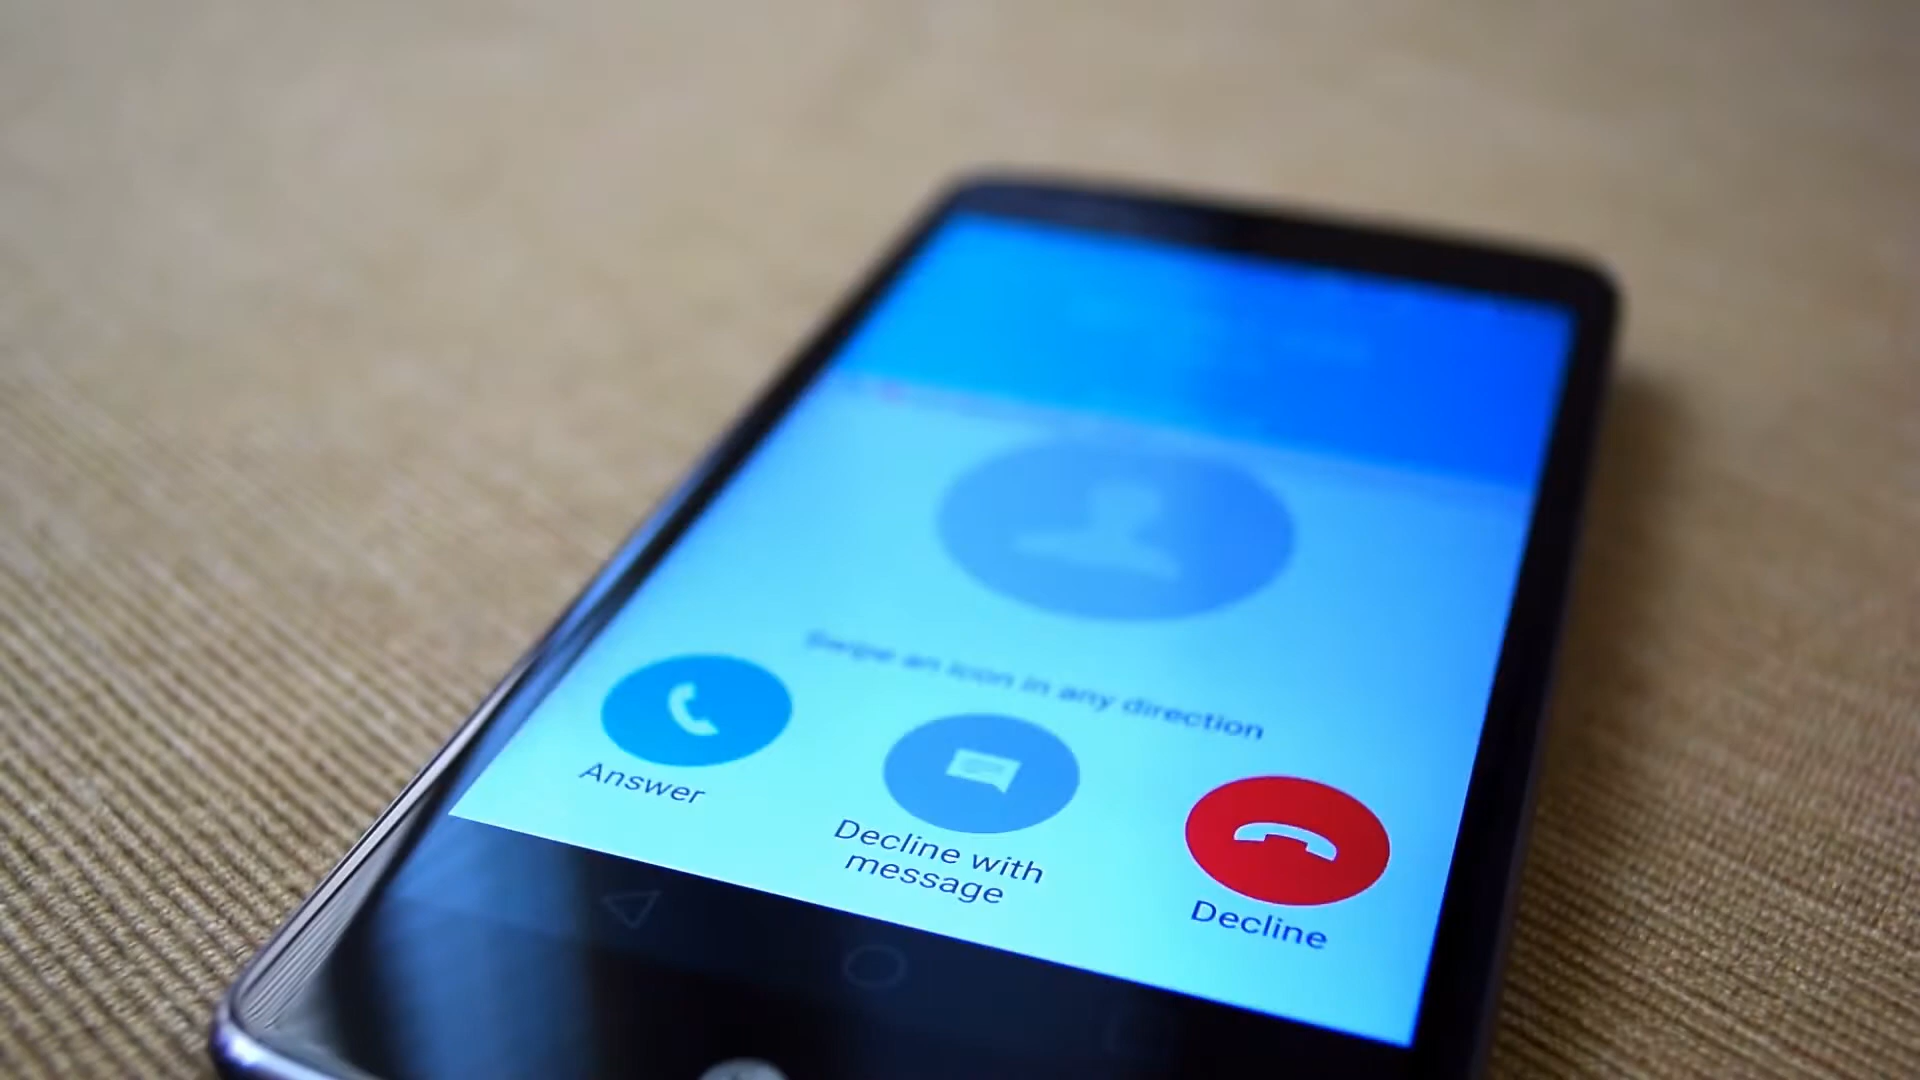 Swipe an icon in any direction
Answer
Decline with
message
Decline